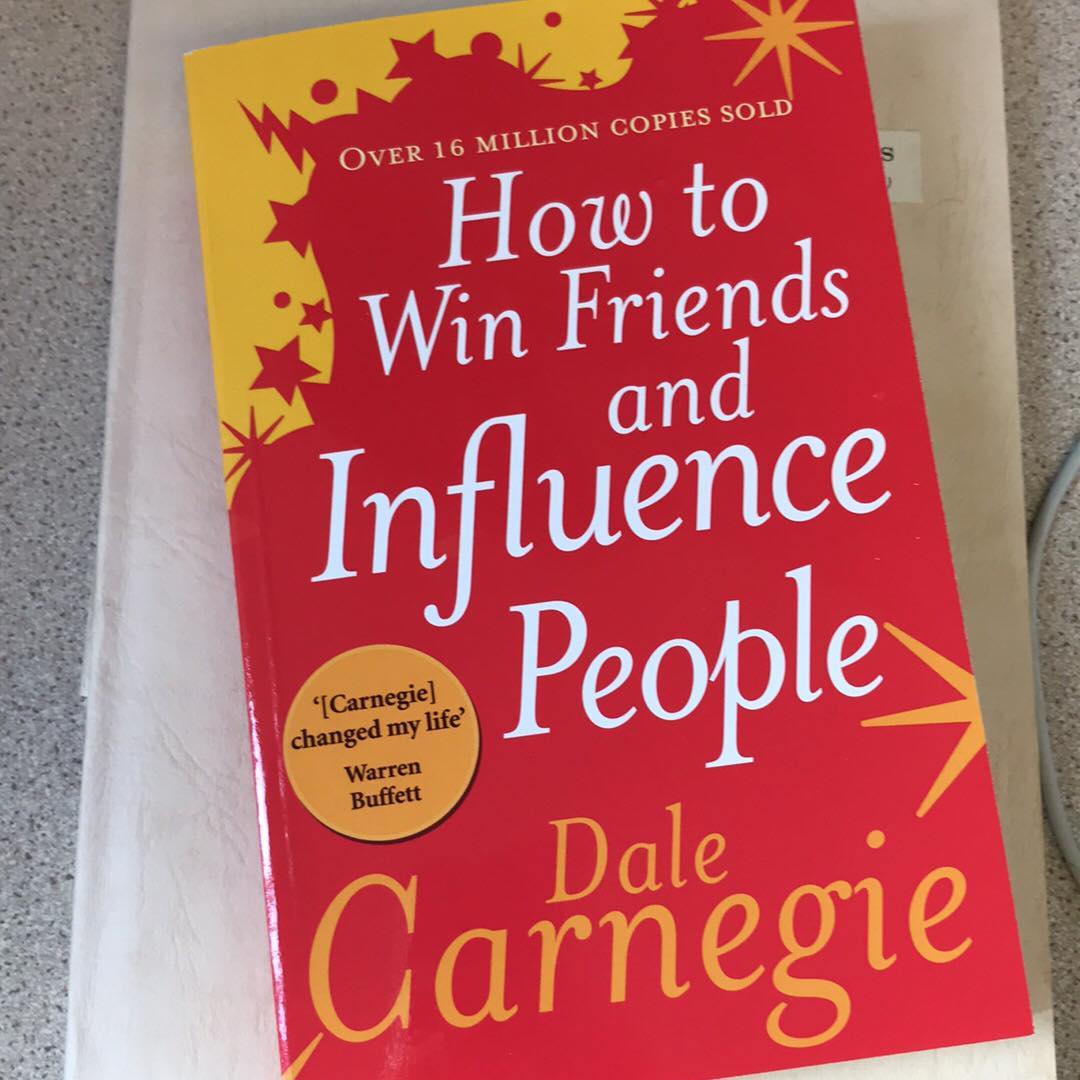 OVER 16 MILLION COPIES SOLD
How to
Win Friends
and
Influence
People
‘[Carnegie]
changed my life’
Warren
Buffett
Dale
Carnegie